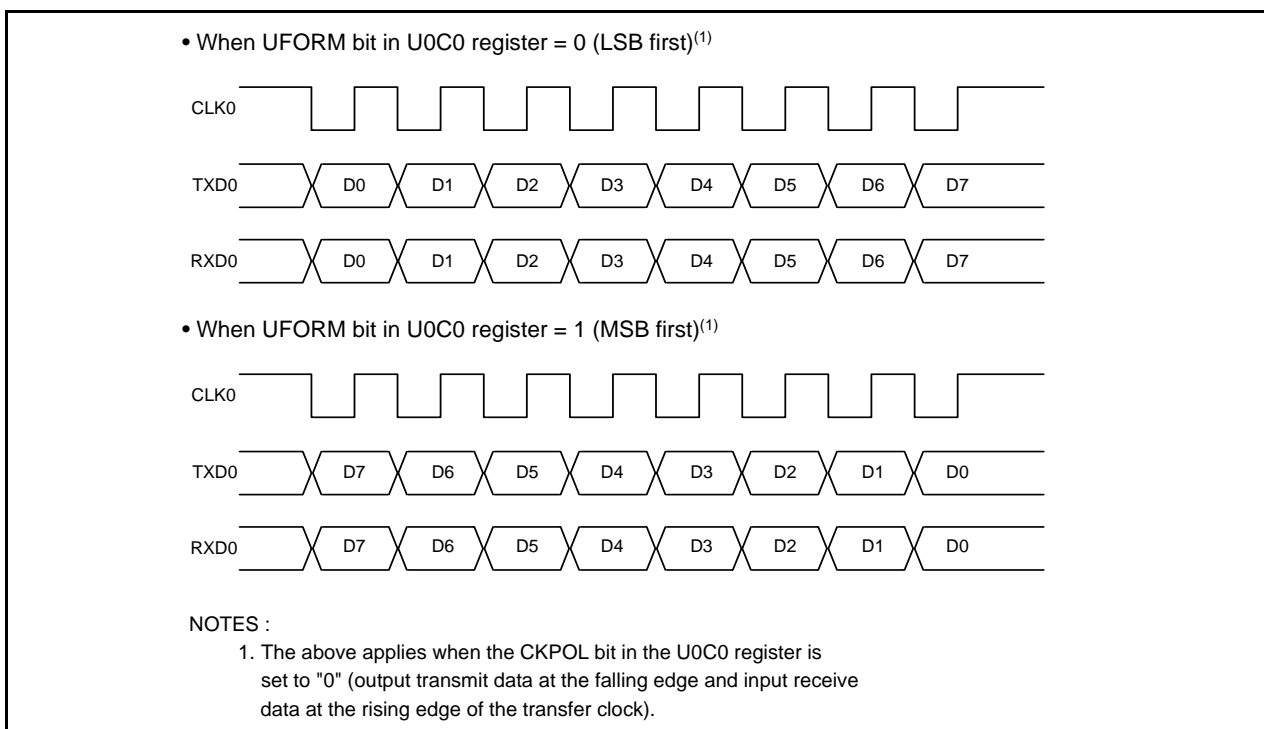 • When UFORM bit in U0C0 register = 0 (LSB first)(1)
CLK0
TXD0 D0 D1 D2 D3 D4 D5 D6 D7
RXD0 D0 D1 D2 D3 D4 D5 D6 D7
• When UFORM bit in U0C0 register = 1 (MSB first)(1)
CLK0
TXD0 D7 D6 D5 D4 D3 D2 D1 D0
RXD0 D7 D6 D5 D4 D3 D2 D1 D0
NOTES :
1. The above applies when the CKPOL bit in the U0C0 register is
set to "0" (output transmit data at the falling edge and input receive
data at the rising edge of the transfer clock).